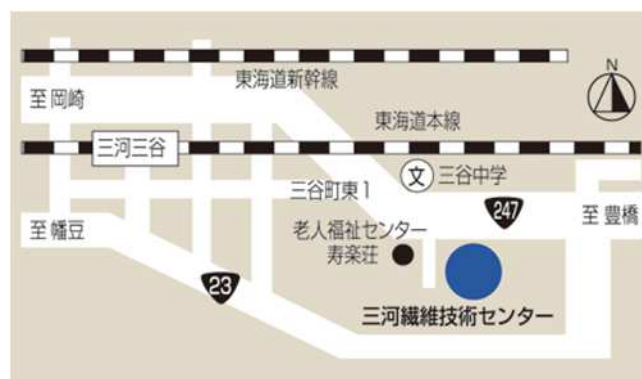 東海道新幹線
N
至 岡崎
東海道本線
三河三谷
文
三谷中学
三谷町東1
247
至 豊橋
至 幡豆
老人福祉センター
寿楽荘
23
三河繊維技術センター